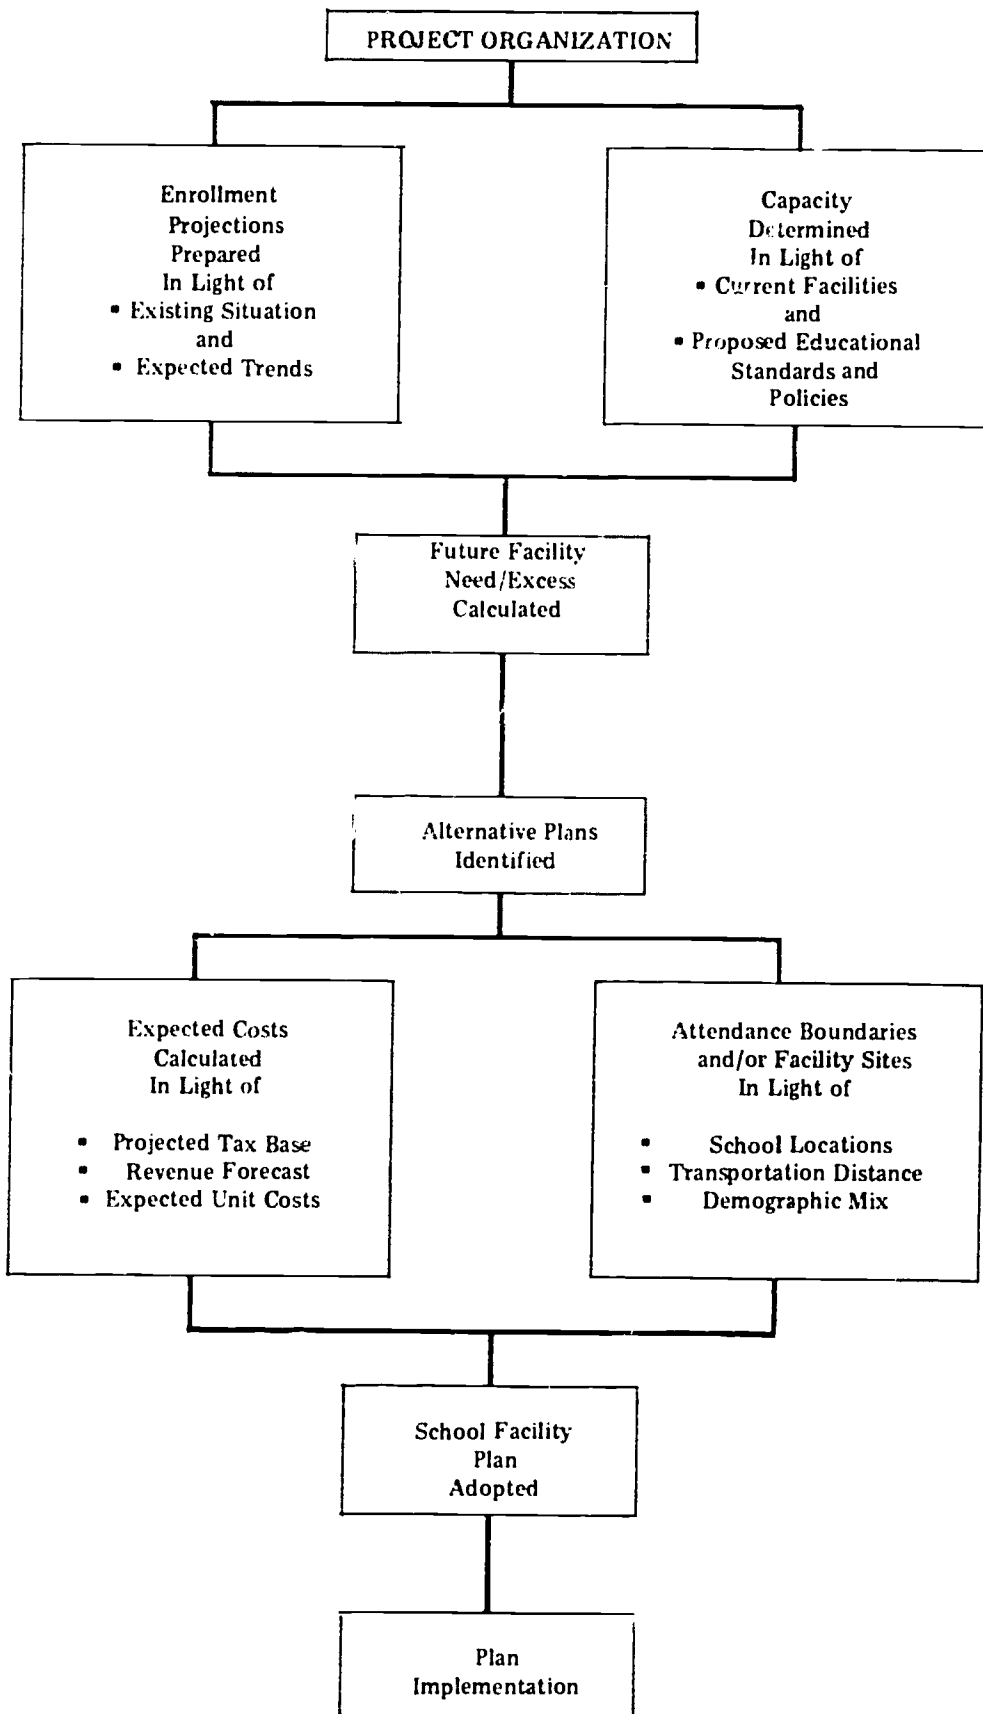 PROJECT ORGANIZATION
Enrollment
Projections
Prepared
In Light of
▪ Existing Situation
and
▪ Expected Trends
Capacity
Determined
In Light of
▪ Current Facilities
and
▪ Proposed Educational
Standards and
Policies
Future Facility
Need/Excess
Calculated
Alternative Plans
Identified
Expected Costs
Calculated
In Light of
▪ Projected Tax Base
▪ Revenue Forecast
▪ Expected Unit Costs
Attendance Boundaries
and/or Facility Sites
In Light of
▪ School Locations
▪ Transportation Distance
▪ Demographic Mix
School Facility
Plan
Adopted
Plan
Implementation